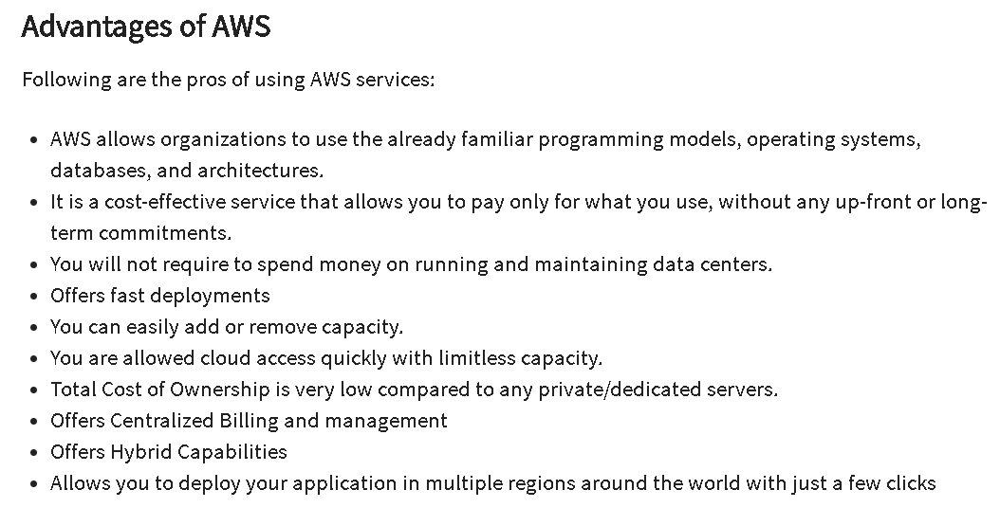 Advantages of AWS
Following are the pros of using AWS services:
• AWS allows organizations to use the already familiar programming models, operating systems,
databases, and architectures.
• It is a cost-effective service that allows you to pay only for what you use, without any up-front or long-
term commitments.
• You will not require to spend money on running and maintaining data centers.
• Offers fast deployments
• You can easily add or remove capacity.
• You are allowed cloud access quickly with limitless capacity.
• Total Cost of Ownership is very low compared to any private/dedicated servers.
• Offers Centralized Billing and management
• Offers Hybrid Capabilities
• Allows you to deploy your application in multiple regions around the world with just a few clicks